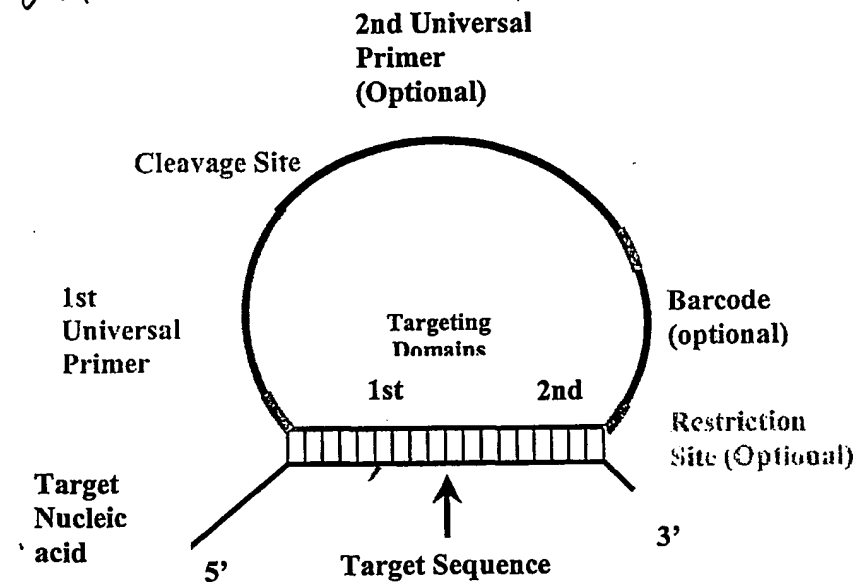 2nd Universal
Primer
(Optional)
Cleavage Site
1st
Universal
Primer
Targeting
Domains
Barcode
(optional)
1st
2nd
Restriction
Site (Optional)
Target
Nucleic
acid
5’
Target Sequence
3’